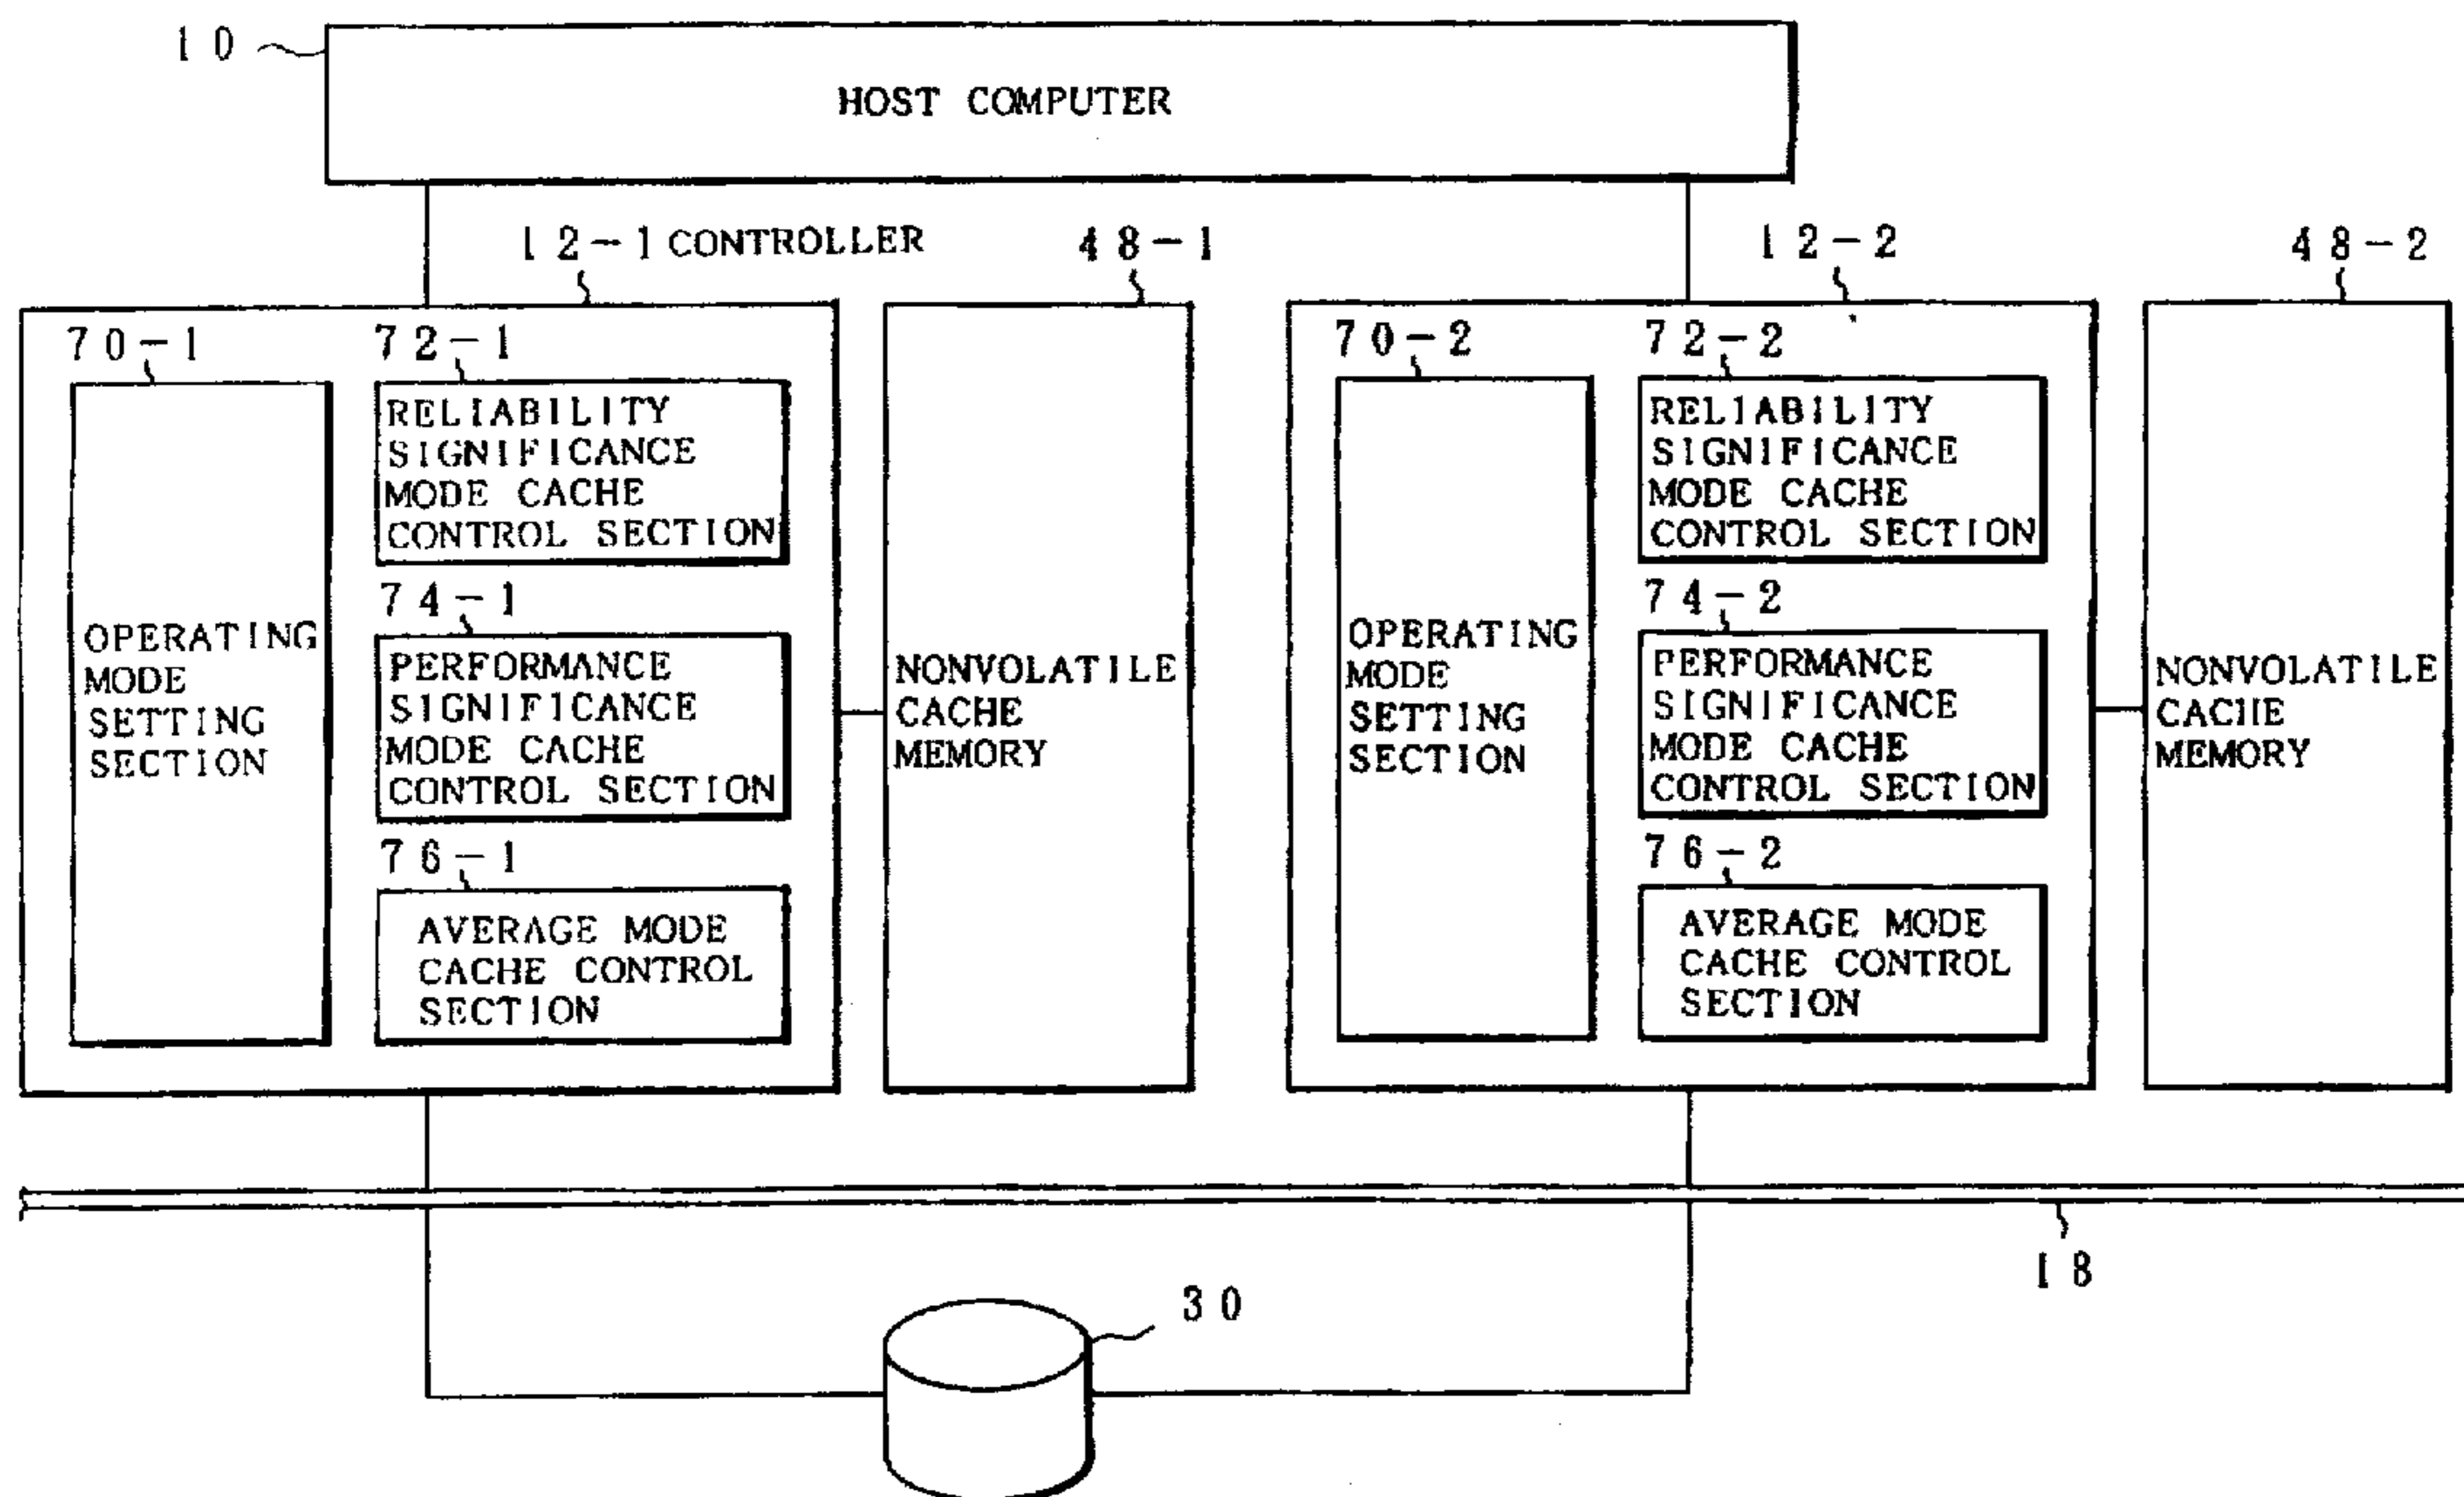 10
HOST COMPUTER
12-1 CONTROLLER
48-1
12-2
48-2
70-1
72-1
RELIABILITY
SIGNIFICANCE
MODE CACHE
CONTROL SECTION
OPERATING
MODE
SETTING
SECTION
74-1
PERFORMANCE
SIGNIFICANCE
MODE CACHE
CONTROL SECTION
76-1
AVERAGE MODE
CACHE CONTROL
SECTION
NONVOLATILE
CACHE
MEMORY
70-2
72-2
RELIABILITY
SIGNIFICANCE
MODE CACHE
CONTROL SECTION
OPERATING
MODE
SETTING
SECTION
74-2
PERFORMANCE
SIGNIFICANCE
MODE CACHE
CONTROL SECTION
76-2
AVERAGE MODE
CACHE CONTROL
SECTION
NONVOLATILE
CACHE
MEMORY
18
30